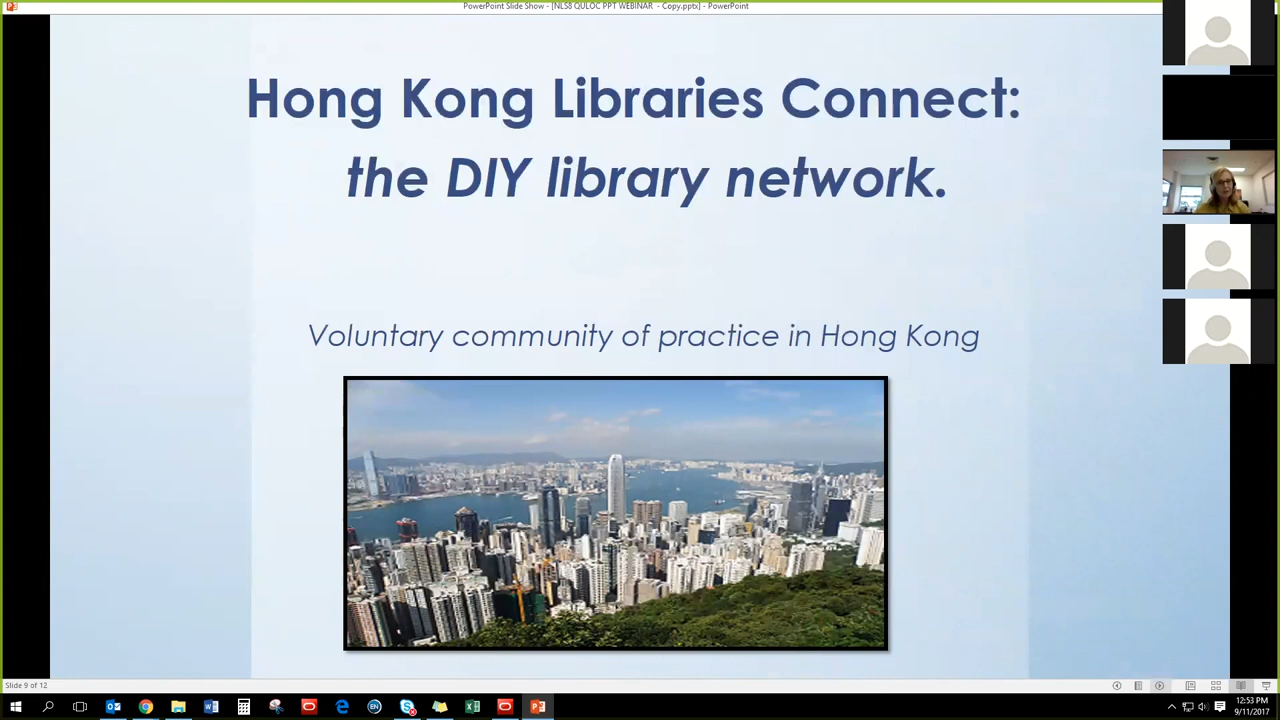 PowerPoint Slide Show - [NLS8 QULOC PPT WEBINAR - Copy.pptx] - PowerPoint
Hong Kong Libraries Connect:
the DIY library network.
Voluntary community of practice in Hong Kong
Slide 9 of 12
12:53 PM
9/11/2017